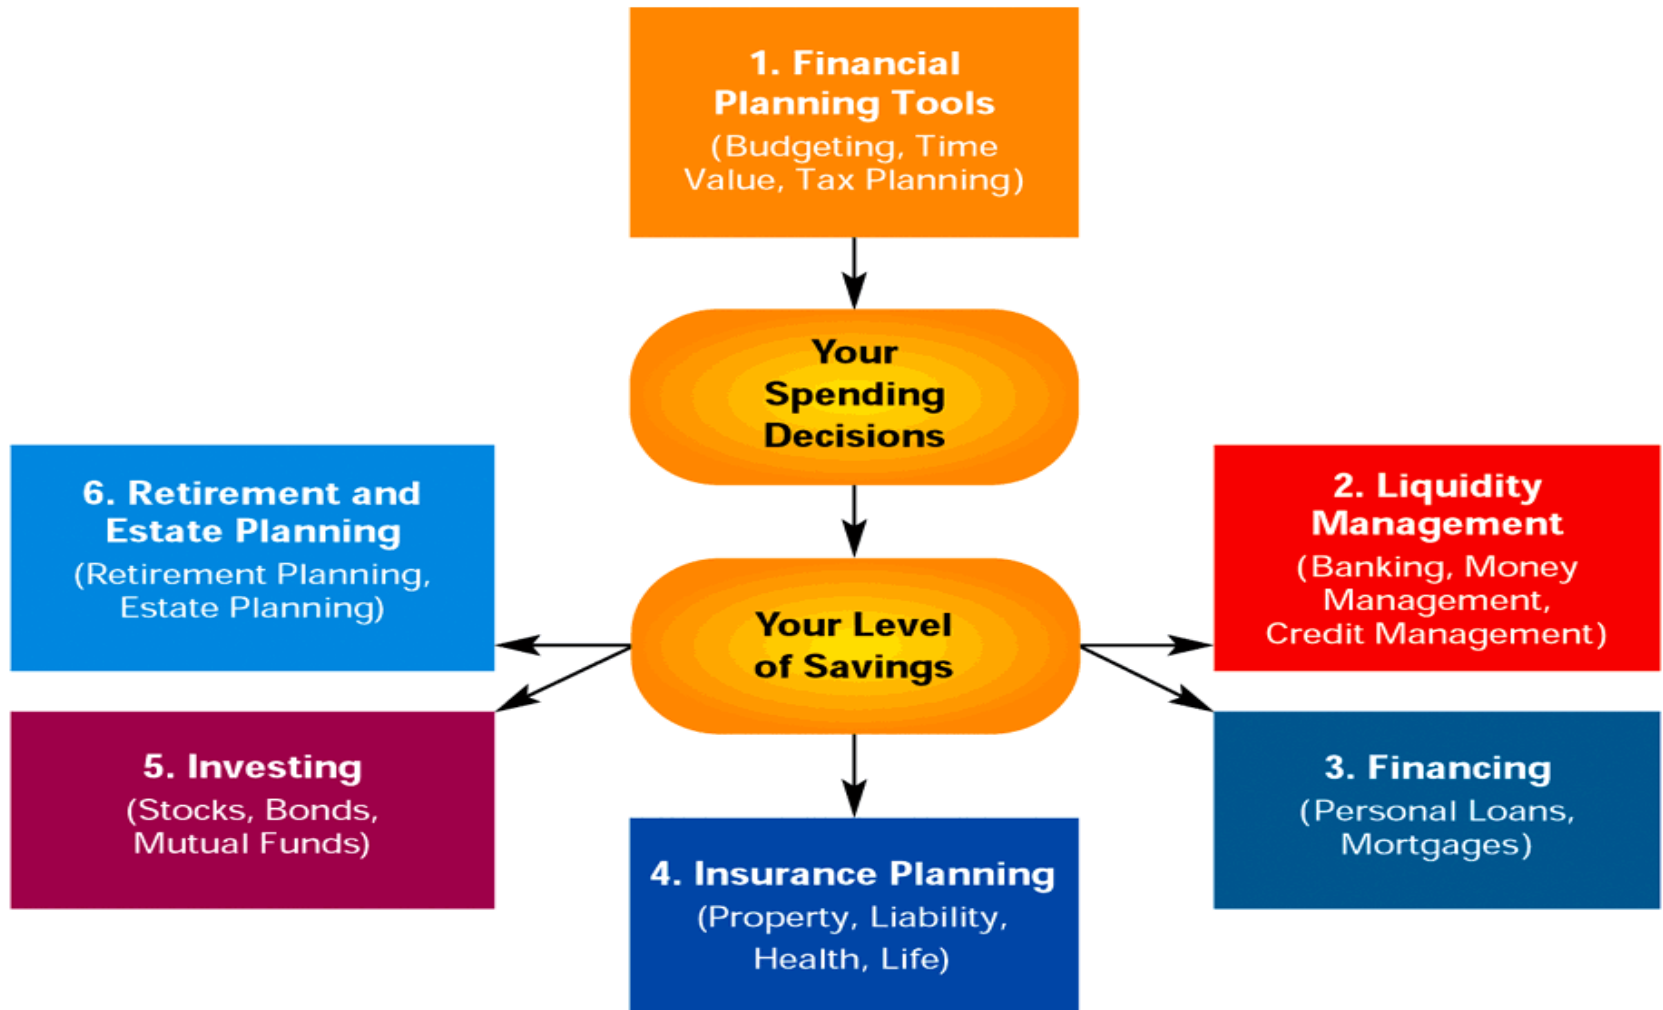 1. Financial
Planning Tools
(Budgeting, Time
Value, Tax Planning)
Your
Spending
Decisions
6. Retirement and
Estate Planning
(Retirement Planning,
Estate Planning)
2. Liquidity
Management
(Banking, Money
Management,
Credit Management)
Your Level
of Savings
5. Investing
(Stocks, Bonds,
Mutual Funds)
3. Financing
(Personal Loans,
Mortgages)
4. Insurance Planning
(Property, Liability,
Health, Life)